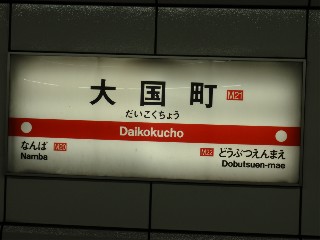 大国町 M21
だいこくちょう
Daikokucho
なんば M20
Namba
M22 どうぶつえんまえ
Dobutsuen-mae